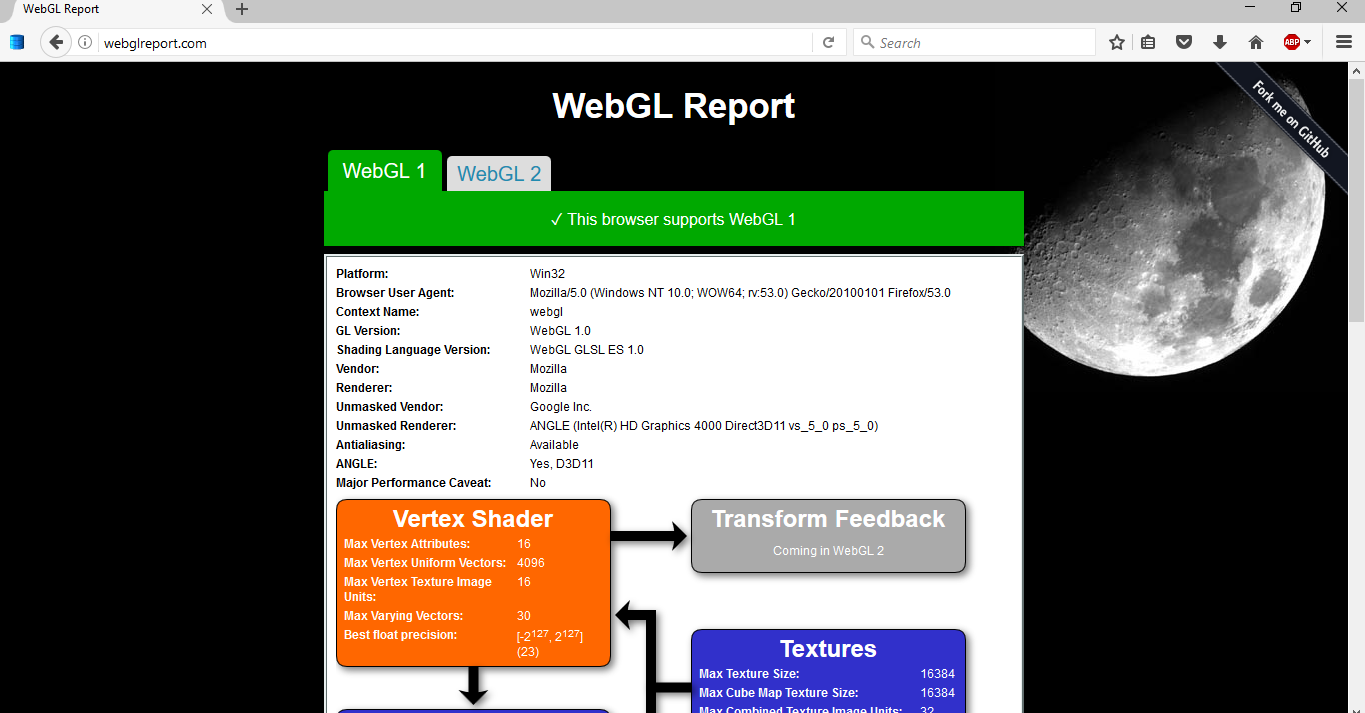 WebGL Report
webglreport.com
Search
ABP
Fork me on GitHub
WebGL Report
WebGL 1
WebGL 2
✓ This browser supports WebGL 1
Platform: Win32
Browser User Agent: Mozilla/5.0 (Windows NT 10.0; WOW64; rv:53.0) Gecko/20100101 Firefox/53.0
Context Name: webgl
GL Version: WebGL 1.0
Shading Language Version: WebGL GLSL ES 1.0
Vendor: Mozilla
Renderer: Mozilla
Unmasked Vendor: Google Inc.
Unmasked Renderer: ANGLE (Intel(R) HD Graphics 4000 Direct3D11 vs_5_0 ps_5_0)
Antialiasing: Available
ANGLE: Yes, D3D11
Major Performance Caveat: No
Vertex Shader
Max Vertex Attributes: 16
Max Vertex Uniform Vectors: 4096
Max Vertex Texture Image 16
Units:
Max Varying Vectors: 30
Best float precision: [-2^127, 2^127]
(23)
Transform Feedback
Coming in WebGL 2
Textures
Max Texture Size: 16384
Max Cube Map Texture Size: 16384
Max Combined Texture Image Units: 32